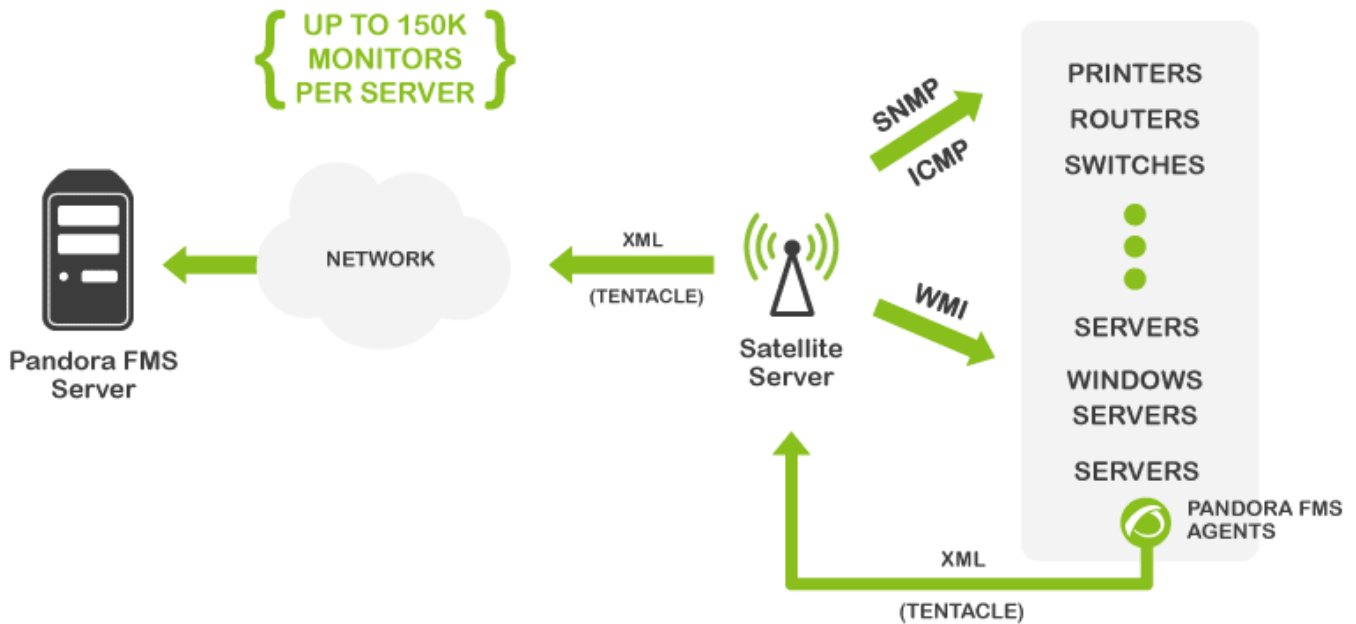 UP TO 150K
MONITORS
PER SERVER
SNMP
ICMP
PRINTERS
ROUTERS
SWITCHES
NETWORK
XML
(TENTACLE)
WMI
SERVERS
WINDOWS
SERVERS
SERVERS
Pandora FMS
Server
Satellite
Server
PANDORA FMS
AGENTS
XML
(TENTACLE)